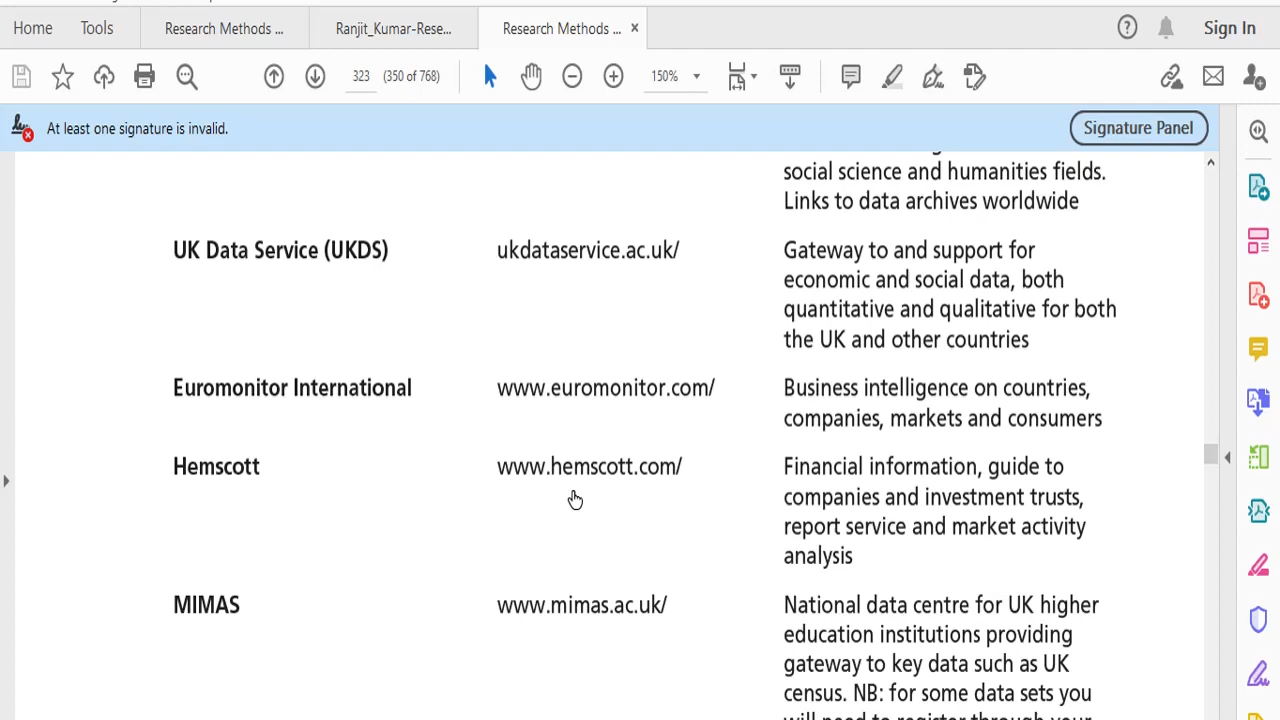 Home Tools Research Methods ... Ranjit_Kumar-Rese... Research Methods ... × Sign In
323 (350 of 768) 150%
At least one signature is invalid. Signature Panel
social science and humanities fields.
Links to data archives worldwide
UK Data Service (UKDS) ukdataservice.ac.uk/ Gateway to and support for
economic and social data, both
quantitative and qualitative for both
the UK and other countries
Euromonitor International www.euromonitor.com/ Business intelligence on countries,
companies, markets and consumers
Hemscott www.hemscott.com/ Financial information, guide to
companies and investment trusts,
report service and market activity
analysis
MIMAS www.mimas.ac.uk/ National data centre for UK higher
education institutions providing
gateway to key data such as UK
census. NB: for some data sets you
will need to register through your